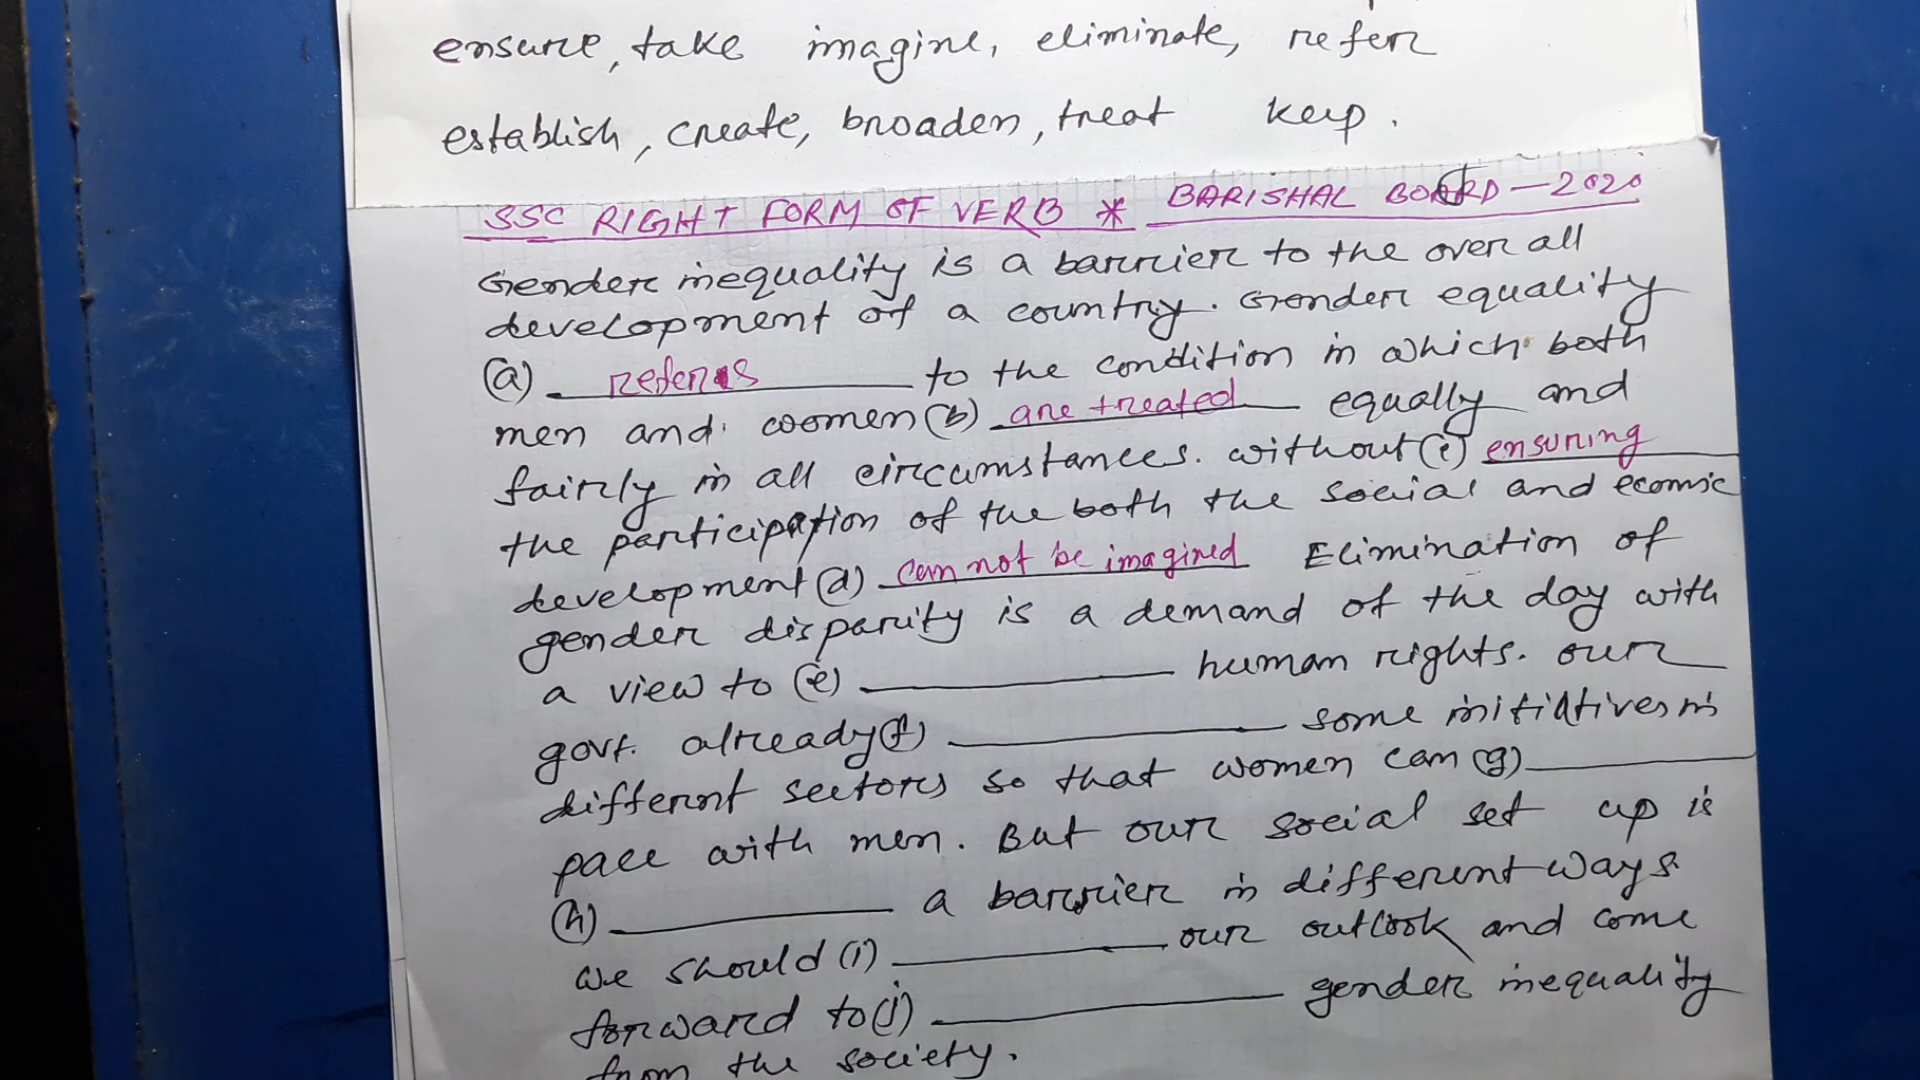 ensure, take imagine, eliminate, refer
establish, create, broaden, treat keep.
SSC RIGHT FORM OF VERB * BARISHAL BOARD-2020
Gender inequality is a barrier to the over all
development of a country. Gender equality
(a) refers to the condition in which both
men and women (b) are treated equally and
fairly in all circumstances. without (c) ensuring
the participation of the both the social and ecomic
development (d) can not be imagined Elimination of
gender disparity is a demand of the day with
a view to (e) ______ human rights. our
govt. already (f) ______ some initiatives in
different sectors so that women can (g) ______
pace with men. But our social set up is
(h) ______ a barrier in different ways.
we should (i) ______ our outlook and come
forward to (j) ______ gender inequality
from the society.